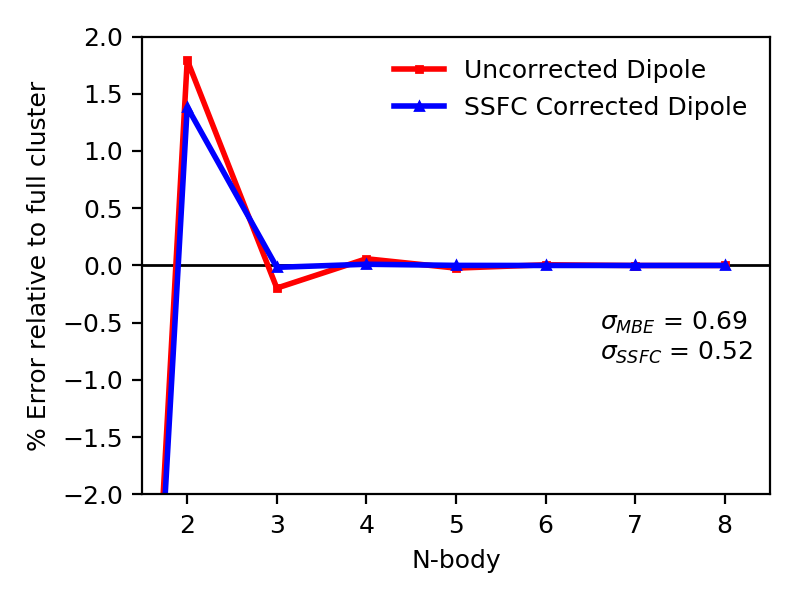 2.0
1.5
1.0
0.5
0.0
−0.5
−1.0
−1.5
−2.0
% Error relative to full cluster
Uncorrected Dipole
SSFC Corrected Dipole
σMBE = 0.69
σSSFC = 0.52
2 3 4 5 6 7 8
N-body